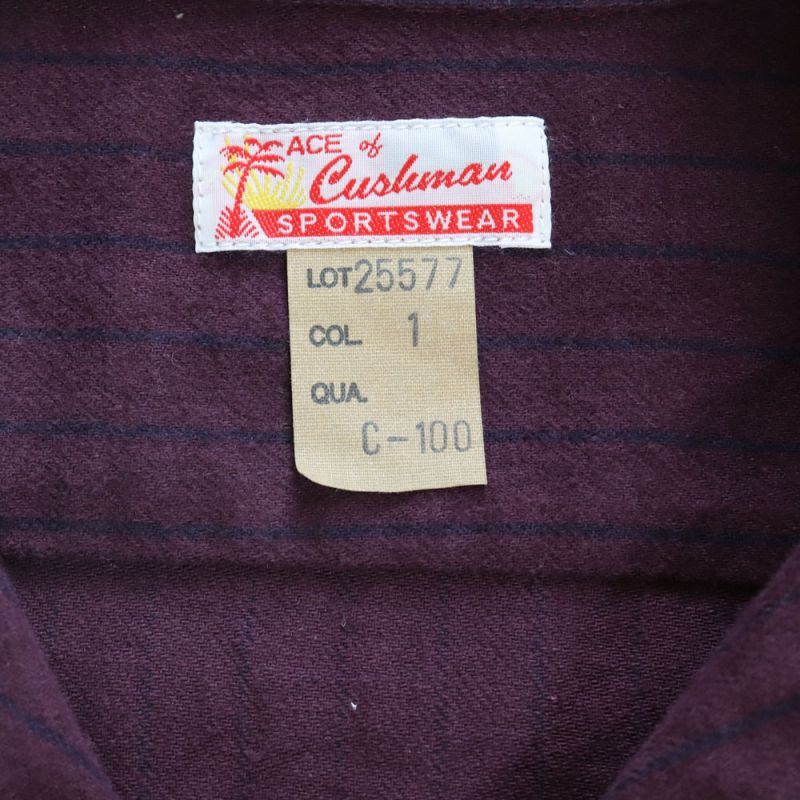 ACE of
Cushman
SPORTSWEAR
LOT 25577
COL. 1
QUA.
C-100